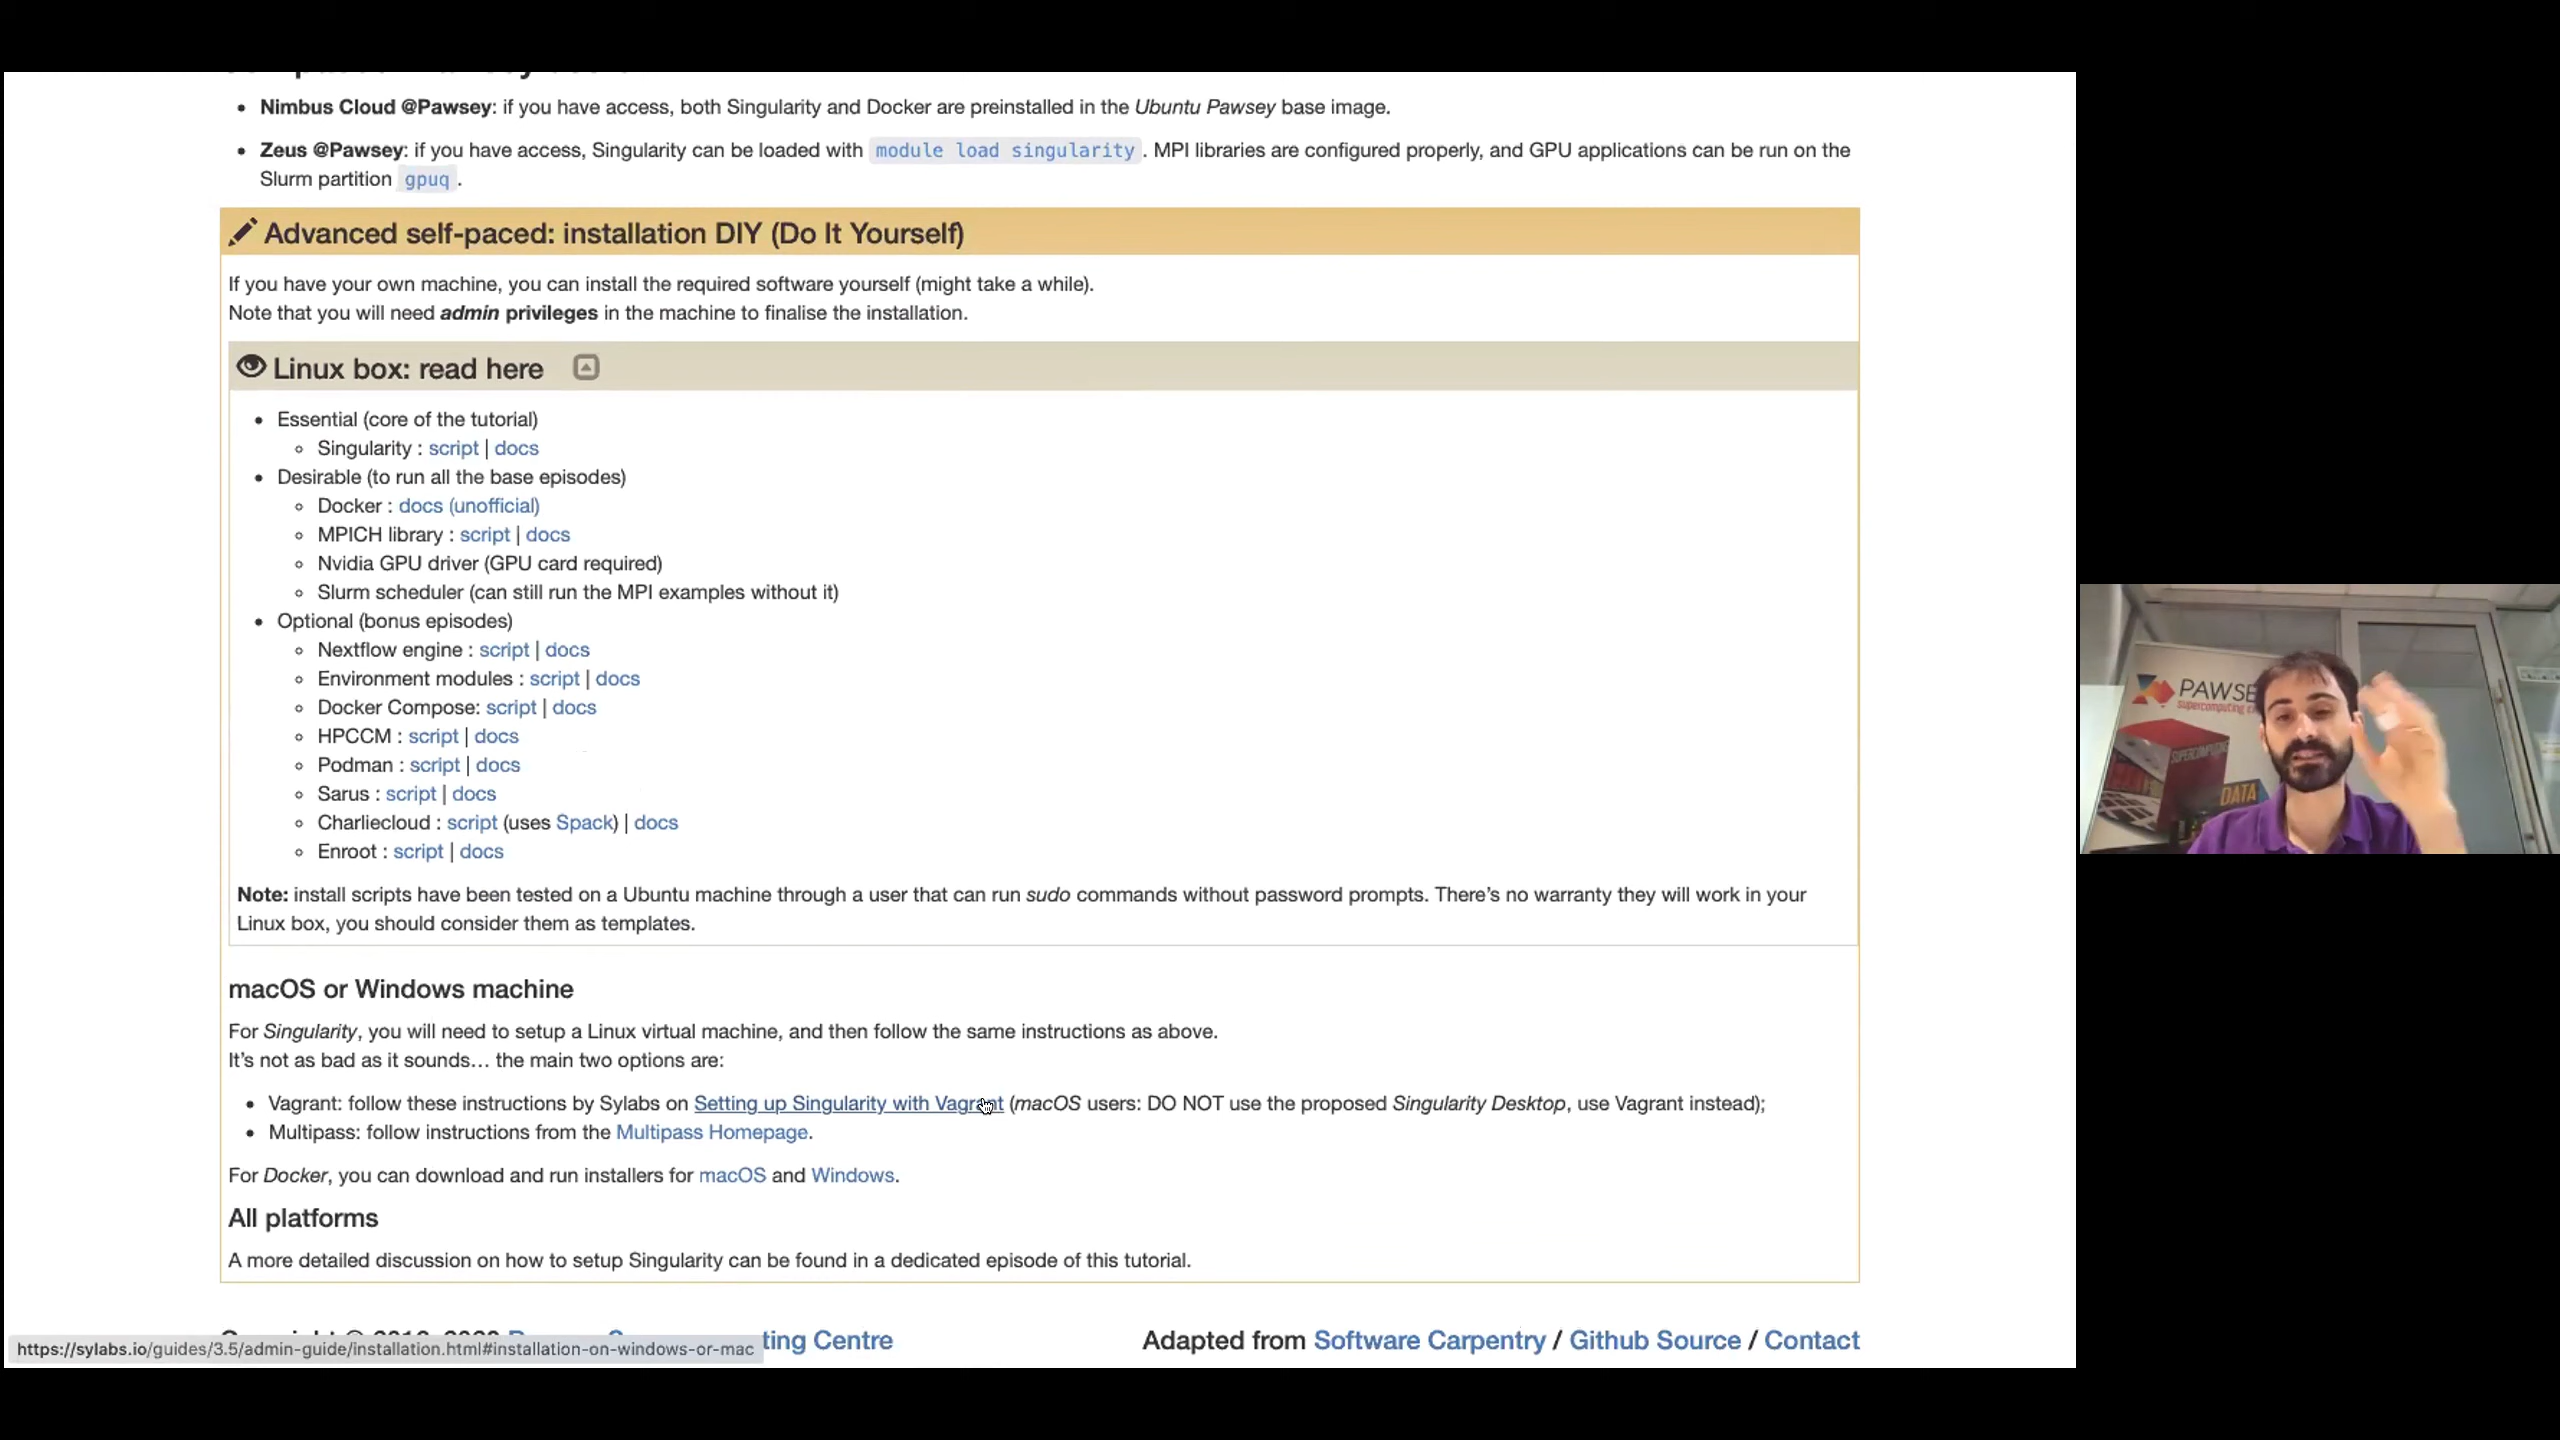 Nimbus Cloud @Pawsey: if you have access, both Singularity and Docker are preinstalled in the Ubuntu Pawsey base image.
Zeus @Pawsey: if you have access, Singularity can be loaded with module load singularity . MPI libraries are configured properly, and GPU applications can be run on the
Slurm partition gpuq .
Advanced self-paced: installation DIY (Do It Yourself)
If you have your own machine, you can install the required software yourself (might take a while).
Note that you will need admin privileges in the machine to finalise the installation.
Linux box: read here
Essential (core of the tutorial)
Singularity : script | docs
Desirable (to run all the base episodes)
Docker : docs (unofficial)
MPICH library : script | docs
Nvidia GPU driver (GPU card required)
Slurm scheduler (can still run the MPI examples without it)
Optional (bonus episodes)
Nextflow engine : script | docs
Environment modules : script | docs
Docker Compose: script | docs
HPCCM : script | docs
Podman : script | docs
Sarus : script | docs
Charliecloud : script (uses Spack) | docs
Enroot : script | docs
Note: install scripts have been tested on a Ubuntu machine through a user that can run sudo commands without password prompts. There's no warranty they will work in your
Linux box, you should consider them as templates.
macOS or Windows machine
For Singularity, you will need to setup a Linux virtual machine, and then follow the same instructions as above.
It's not as bad as it sounds… the main two options are:
Vagrant: follow these instructions by Sylabs on Setting up Singularity with Vagrant (macOS users: DO NOT use the proposed Singularity Desktop, use Vagrant instead);
Multipass: follow instructions from the Multipass Homepage.
For Docker, you can download and run installers for macOS and Windows.
All platforms
A more detailed discussion on how to setup Singularity can be found in a dedicated episode of this tutorial.
ting Centre
Adapted from Software Carpentry / Github Source / Contact
https://sylabs.io/guides/3.5/admin-guide/installation.html#installation-on-windows-or-mac
PAWSE
supercomputing
SUPERCOMPUTING
DATA